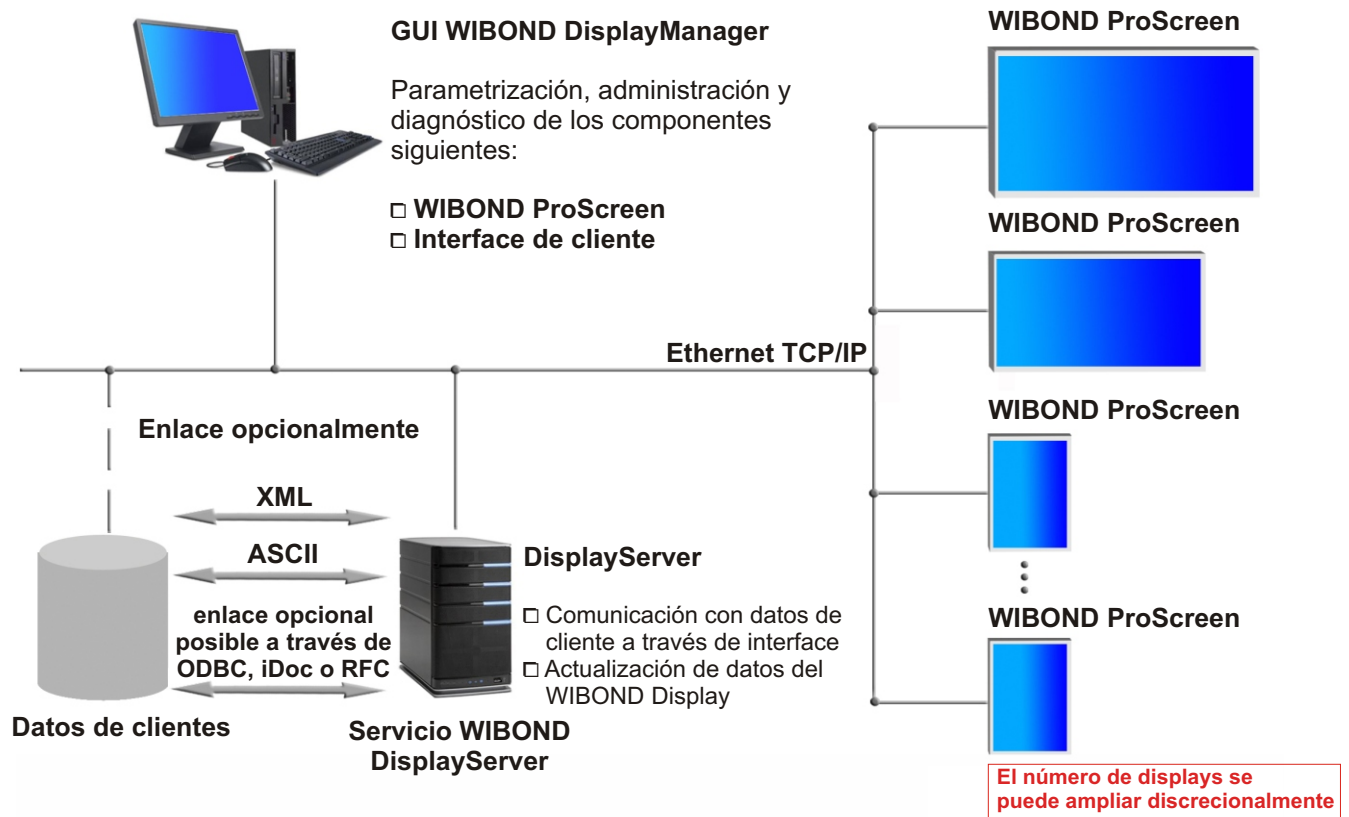 GUI WIBOND DisplayManager
Parametrización, administración y
diagnóstico de los componentes
siguientes:
WIBOND ProScreen
Interface de cliente
WIBOND ProScreen
WIBOND ProScreen
Ethernet TCP/IP
WIBOND ProScreen
WIBOND ProScreen
El número de displays se
puede ampliar discrecionalmente
Enlace opcionalmente
XML
ASCII
enlace opcional
posible a través de
ODBC, iDoc o RFC
Datos de clientes
DisplayServer
Comunicación con datos de
cliente a través de interface
Actualización de datos del
WIBOND Display
Servicio WIBOND
DisplayServer